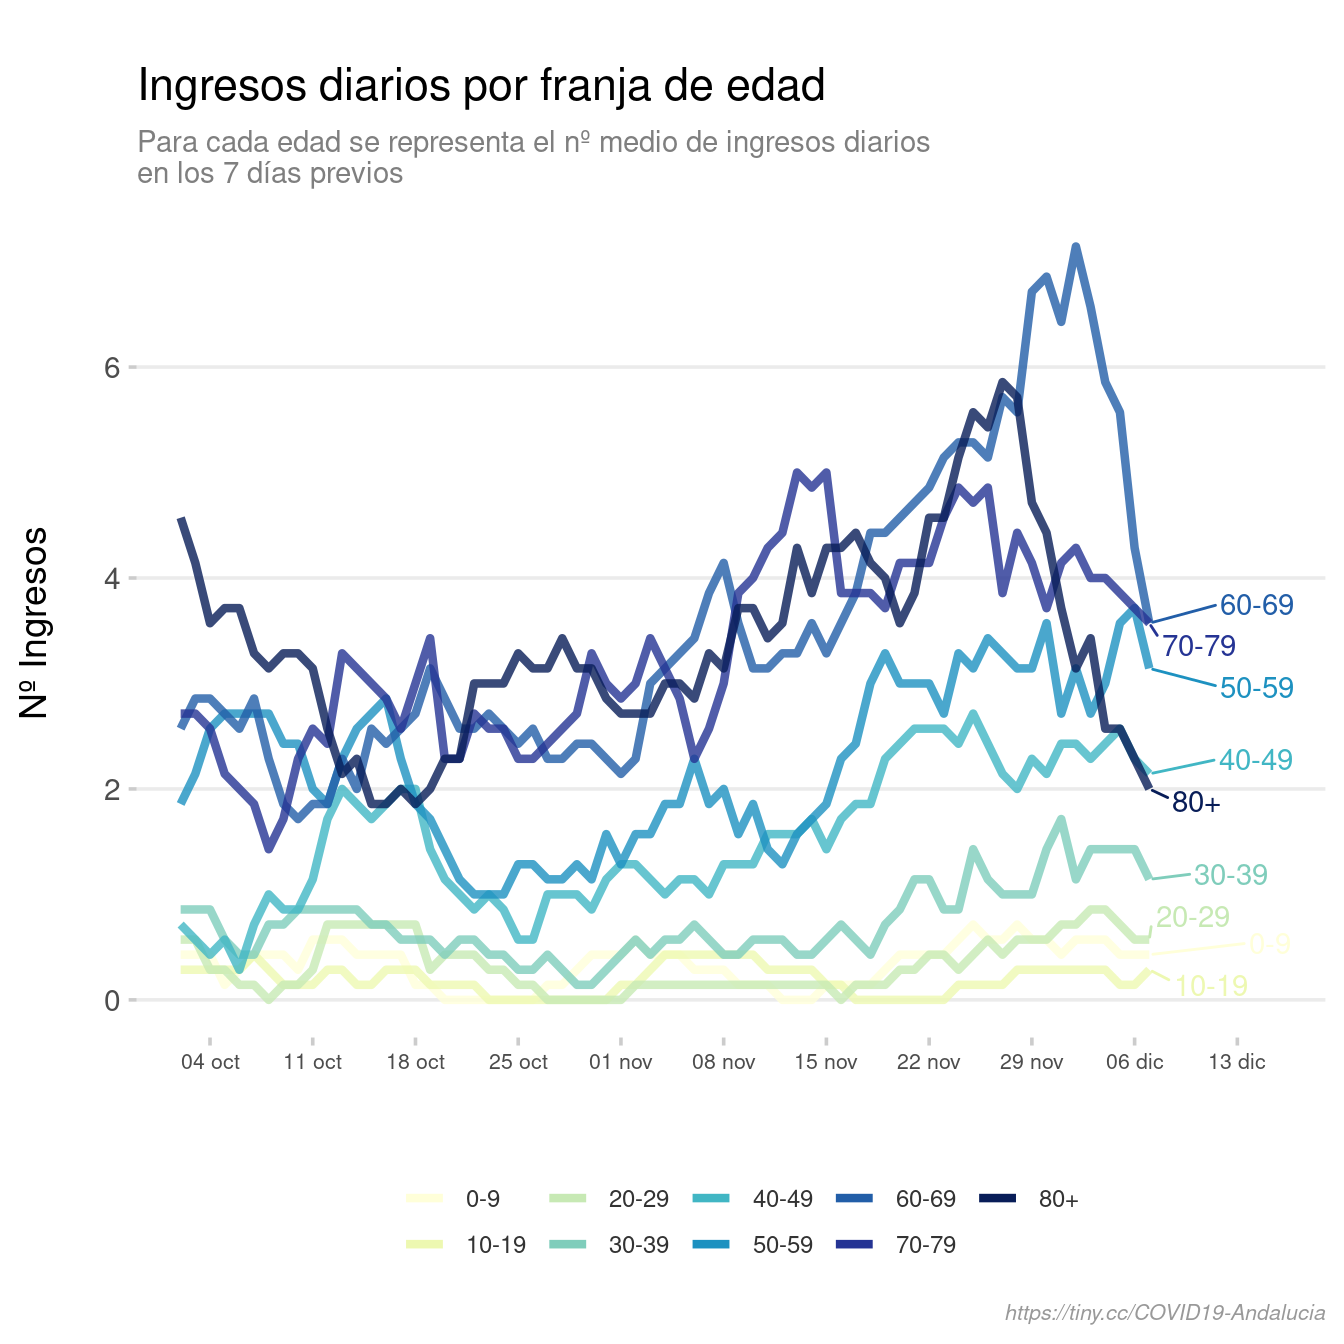 Ingresos diarios por franja de edad
Para cada edad se representa el nº medio de ingresos diarios
en los 7 días previos
Nº Ingresos
6
4
2
0
60-69
70-79
50-59
40-49
80+
30-39
20-29
0-9
10-19
04 oct 11 oct 18 oct 25 oct 01 nov 08 nov 15 nov 22 nov 29 nov 06 dic 13 dic
0-9 20-29 40-49 60-69 80+
10-19 30-39 50-59 70-79
https://tiny.cc/COVID19-Andalucia